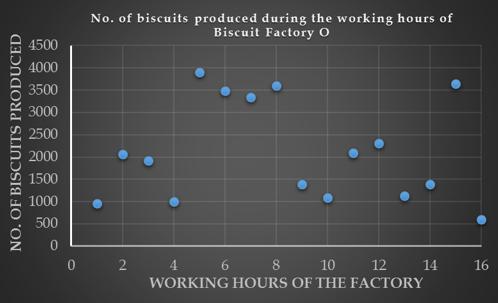 No. of biscuits produced during the working hours of
Biscuit Factory O
NO. OF BISCUITS PRODUCED
4500
4000
3500
3000
2500
2000
1500
1000
500
0
0 2 4 6 8 10 12 14 16
WORKING HOURS OF THE FACTORY